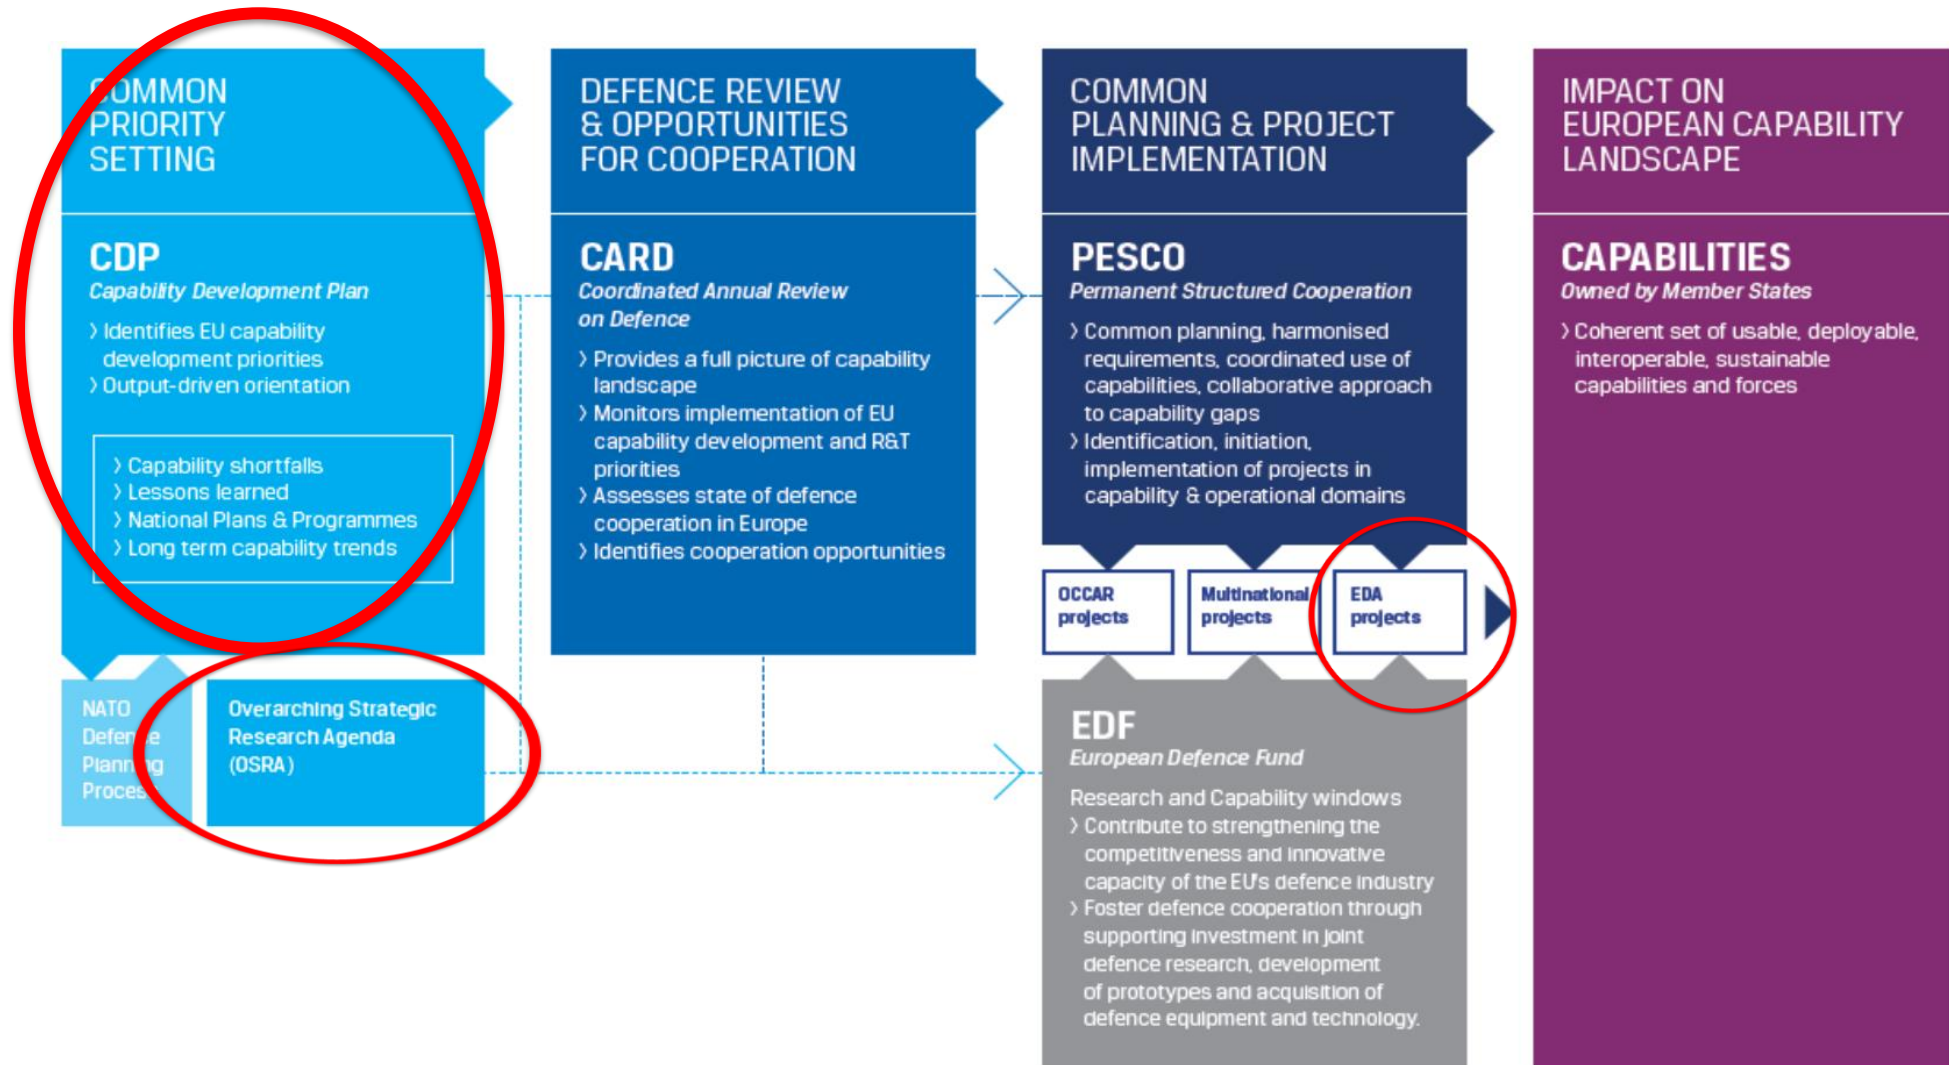 COMMON
PRIORITY
SETTING
CDP
Capability Development Plan
› Identifies EU capability
development priorities
› Output-driven orientation
› Capability shortfalls
› Lessons learned
› National Plans & Programmes
› Long term capability trends
NATO
Defence
Planning
Process
Overarching Strategic
Research Agenda
(OSRA)
DEFENCE REVIEW
& OPPORTUNITIES
FOR COOPERATION
CARD
Coordinated Annual Review
on Defence
› Provides a full picture of capability
landscape
› Monitors implementation of EU
capability development and R&T
priorities
› Assesses state of defence
cooperation in Europe
› Identifies cooperation opportunities
COMMON
PLANNING & PROJECT
IMPLEMENTATION
PESCO
Permanent Structured Cooperation
› Common planning, harmonised
requirements, coordinated use of
capabilities, collaborative approach
to capability gaps
› Identification, initiation,
implementation of projects in
capability & operational domains
OCCAR
projects
Multinational
projects
EDA
projects
EDF
European Defence Fund
Research and Capability windows
› Contribute to strengthening the
competitiveness and innovative
capacity of the EU's defence industry
› Foster defence cooperation through
supporting investment in joint
defence research, development
of prototypes and acquisition of
defence equipment and technology.
IMPACT ON
EUROPEAN CAPABILITY
LANDSCAPE
CAPABILITIES
Owned by Member States
› Coherent set of usable, deployable,
interoperable, sustainable
capabilities and forces